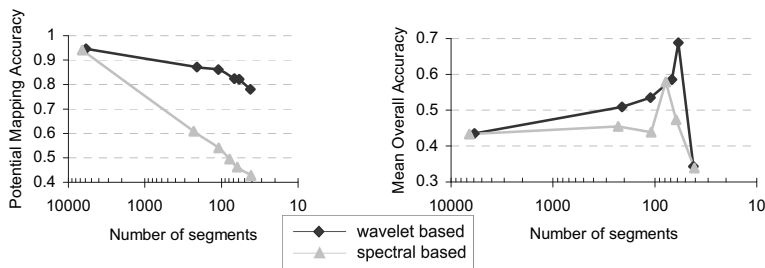 Potential Mapping Accuracy
1
0.9
0.8
0.7
0.6
0.5
0.4
10000 1000 100 10
Number of segments
Mean Overall Accuracy
0.7
0.6
0.5
0.4
0.3
10000 1000 100 10
Number of segments
wavelet based
spectral based